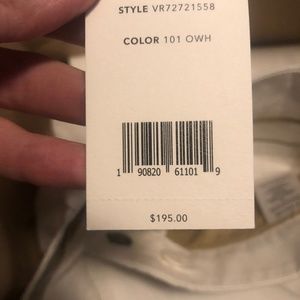 STYLE VR72721558
COLOR 101 OWH
1 90820 61101 9
$195.00